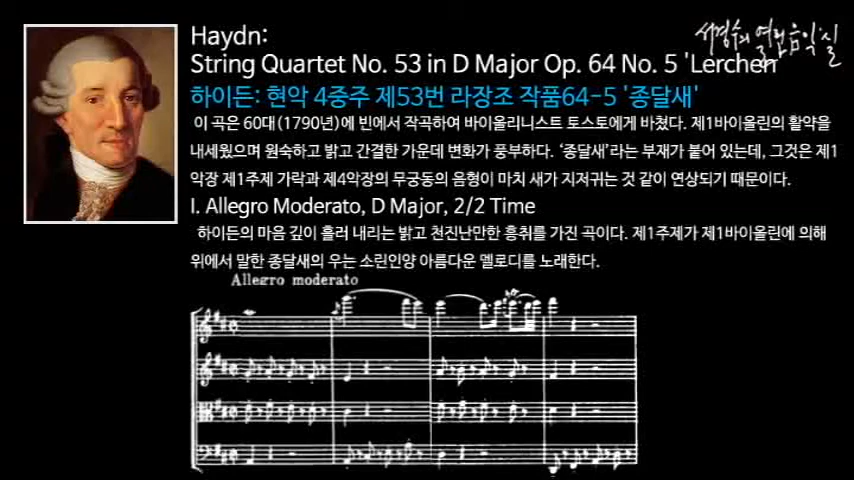 Haydn:
String Quartet No. 53 in D Major Op. 64 No. 5 'Lerchen'
서경수의 열린음악실
하이든: 현악 4중주 제53번 라장조 작품64-5 '종달새'
이 곡은 60대(1790년)에 빈에서 작곡하여 바이올리니스트 토스토에게 바쳤다. 제1바이올린의 활약을
내세웠으며 원숙하고 밝고 간결한 가운데 변화가 풍부하다. '종달새'라는 부재가 붙어 있는데, 그것은 제1
악장 제1주제 가락과 제4악장의 무궁동의 음형이 마치 새가 지저귀는 것 같이 연상되기 때문이다.
I. Allegro Moderato, D Major, 2/2 Time
하이든의 마음 깊이 흘러 내리는 밝고 천진난만한 흥취를 가진 곡이다. 제1주제가 제1바이올린에 의해
위에서 말한 종달새의 우는 소린인양 아름다운 멜로디를 노래한다.
Allegro moderato